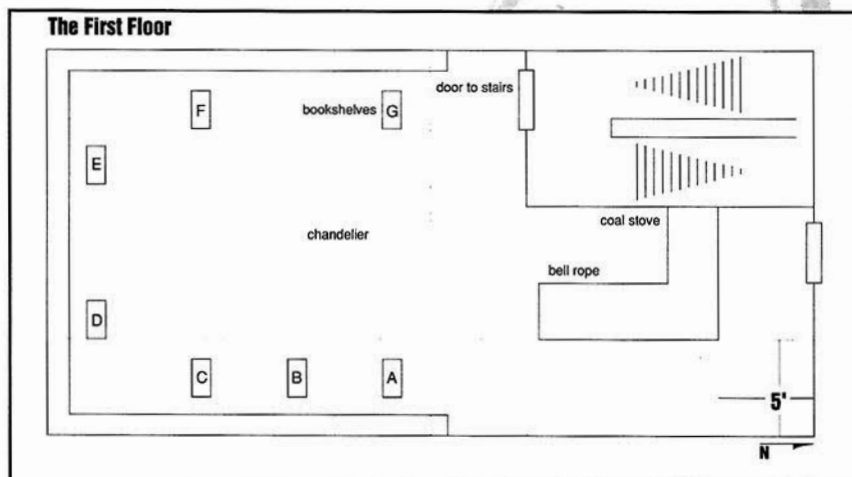 The First Floor
door to stairs
F
bookshelves
G
E
coal stove
chandelier
bell rope
D
C
B
A
5'
N